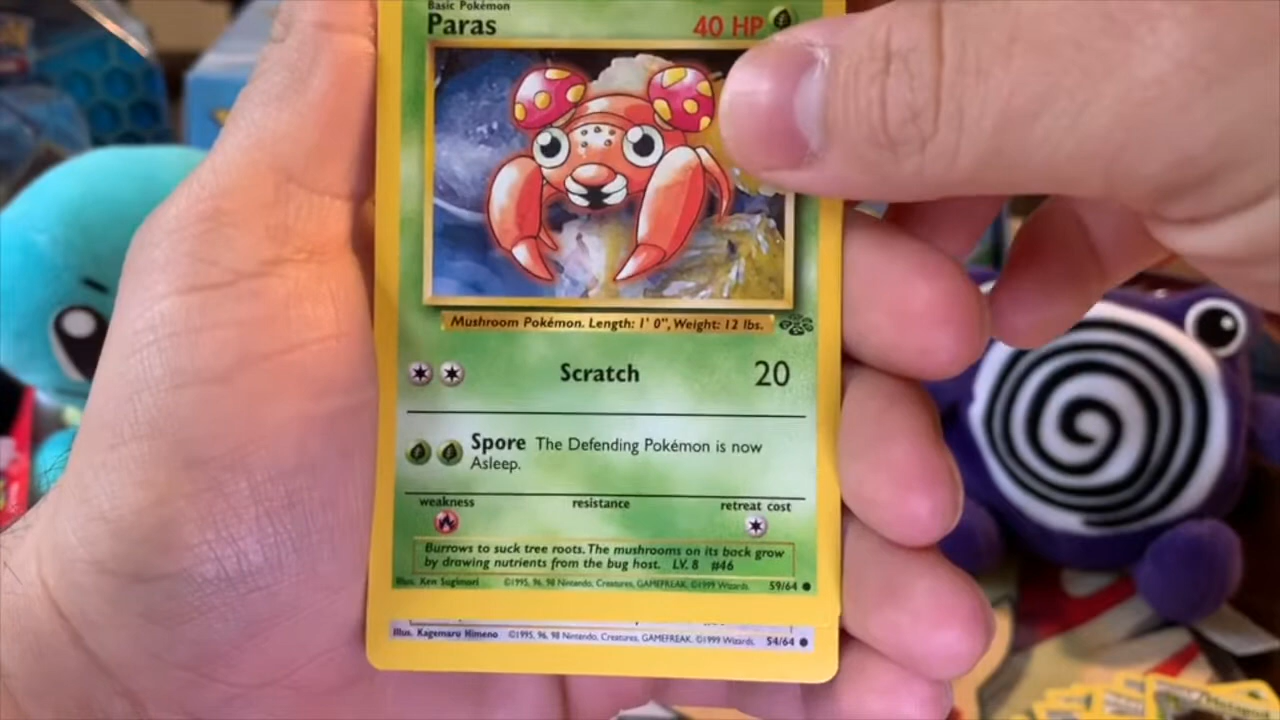 Basic Pokémon
Paras 40 HP
Mushroom Pokémon. Length: 1' 0", Weight: 12 lbs.
Scratch 20
Spore The Defending Pokémon is now
Asleep.
weakness resistance retreat cost
Burrows to suck tree roots. The mushrooms on its back grow
by drawing nutrients from the bug host. LV. 8 #46
Illus. Ken Sugimori ©1995, 96, 98 Nintendo, Creatures, GAMEFREAK. ©1999 Wizards. 59/64
Illus. Kagemaru Himeno ©1995, 96, 98 Nintendo, Creatures, GAMEFREAK. ©1999 Wizards. 54/64